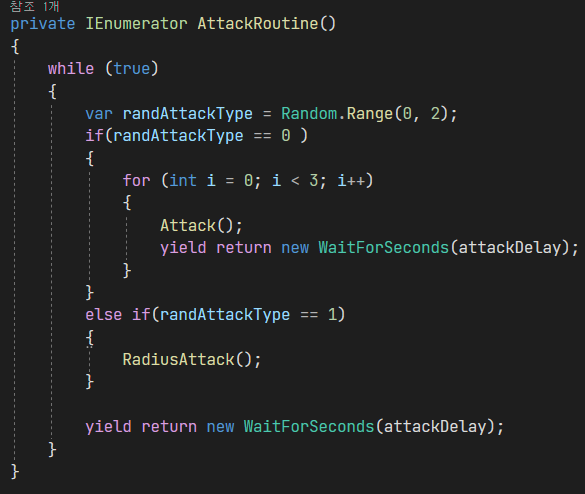 참조 1개
private IEnumerator AttackRoutine()
{
    while (true)
    {
        var randAttackType = Random.Range(0, 2);
        if(randAttackType == 0 )
        {
            for (int i = 0; i < 3; i++)
            {
                Attack();
                yield return new WaitForSeconds(attackDelay);
            }
        }
        else if(randAttackType == 1)
        {
            RadiusAttack();
        }

        yield return new WaitForSeconds(attackDelay);
    }
}